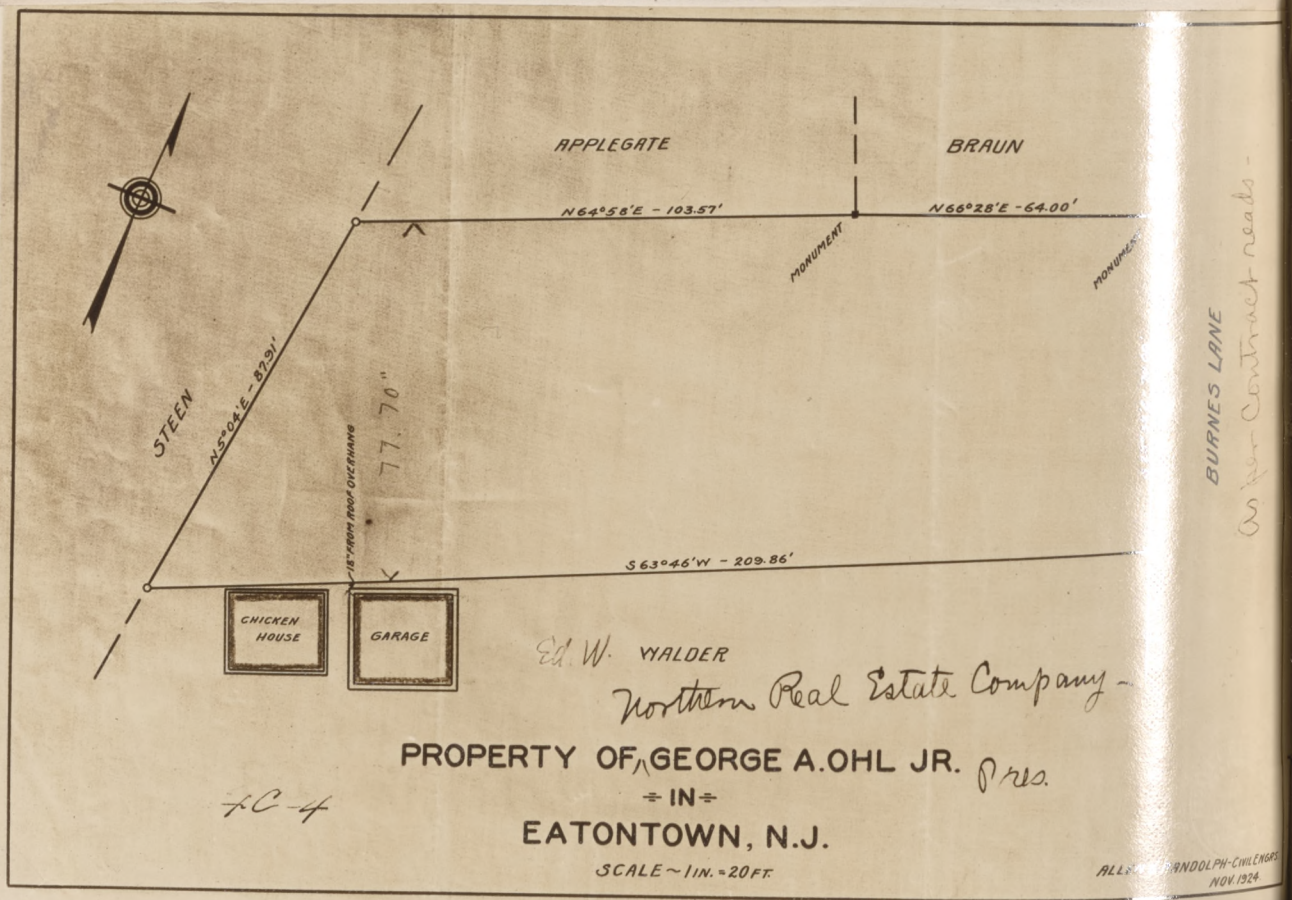 APPLEGATE
BRAUN
N64°58'E - 103.57'
N66°28'E -64.00'
MONUMENT
MONUMENT
STEEN
N5°04'E - 87.91'
18" FROM ROOF OVERHANG
77.70"
BURNES LANE
as per Contract reads -
S63°46'W - 209.86'
CHICKEN
HOUSE
GARAGE
Ed. W. WALDER
Northern Real Estate Company -
PROPERTY OF GEORGE A. OHL JR. Pres.
÷ IN ÷
EATONTOWN, N.J.
SCALE ~ 1 IN. = 20 FT.
C-4
RANDOLPH-CIVIL ENGRS
NOV. 1924